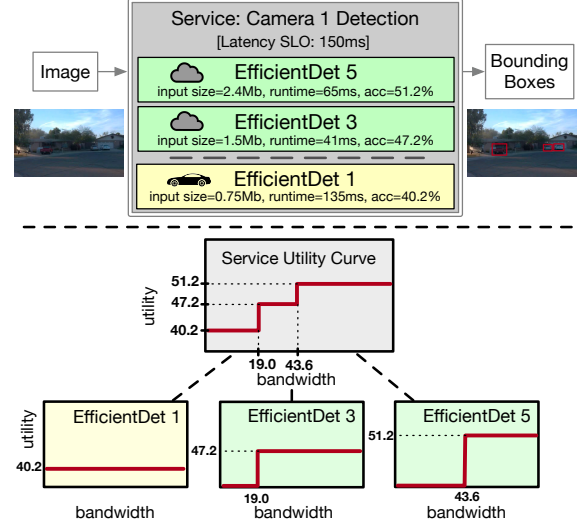 Service: Camera 1 Detection
[Latency SLO: 150ms]
Image
EfficientDet 5
input size=2.4Mb, runtime=65ms, acc=51.2%
EfficientDet 3
input size=1.5Mb, runtime=41ms, acc=47.2%
EfficientDet 1
input size=0.75Mb, runtime=135ms, acc=40.2%
Bounding
Boxes
Service Utility Curve
utility
51.2
47.2
40.2
19.0 43.6
bandwidth
EfficientDet 1
utility
40.2
bandwidth
EfficientDet 3
47.2
19.0
bandwidth
EfficientDet 5
51.2
43.6
bandwidth